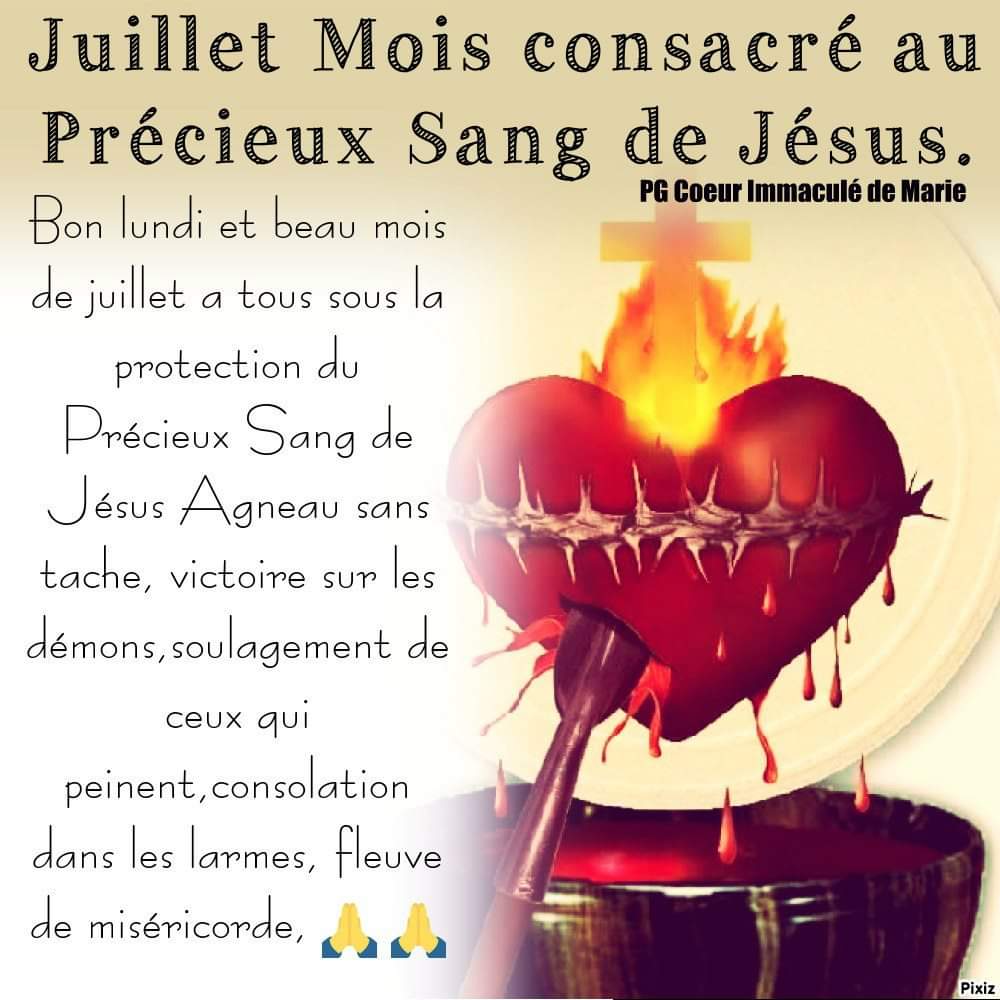 Juillet Mois consacré au
Précieux Sang de Jésus.
PG Coeur Immaculé de Marie
Bon lundi et beau mois
de juillet a tous sous la
protection du
Précieux Sang de
Jésus Agneau sans
tache, victoire sur les
démons,soulagement de
ceux qui
peinent,consolation
dans les larmes, fleuve
de miséricorde, 🙏🙏
Pixiz